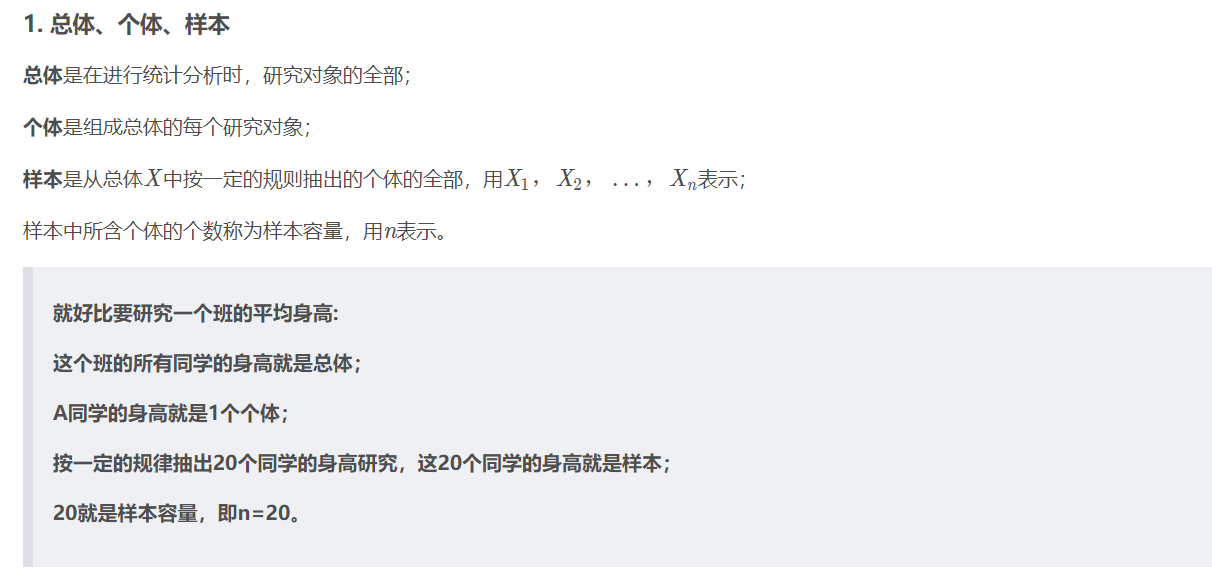 1. 总体、个体、样本
总体是在进行统计分析时，研究对象的全部；
个体是组成总体的每个研究对象；
样本是从总体X中按一定的规则抽出的个体的全部，用X₁，X₂，...，Xₙ表示；
样本中所含个体的个数称为样本容量，用n表示。
就好比要研究一个班的平均身高:
这个班的所有同学的身高就是总体；
A同学的身高就是1个个体；
按一定的规律抽出20个同学的身高研究，这20个同学的身高就是样本；
20就是样本容量，即n=20。